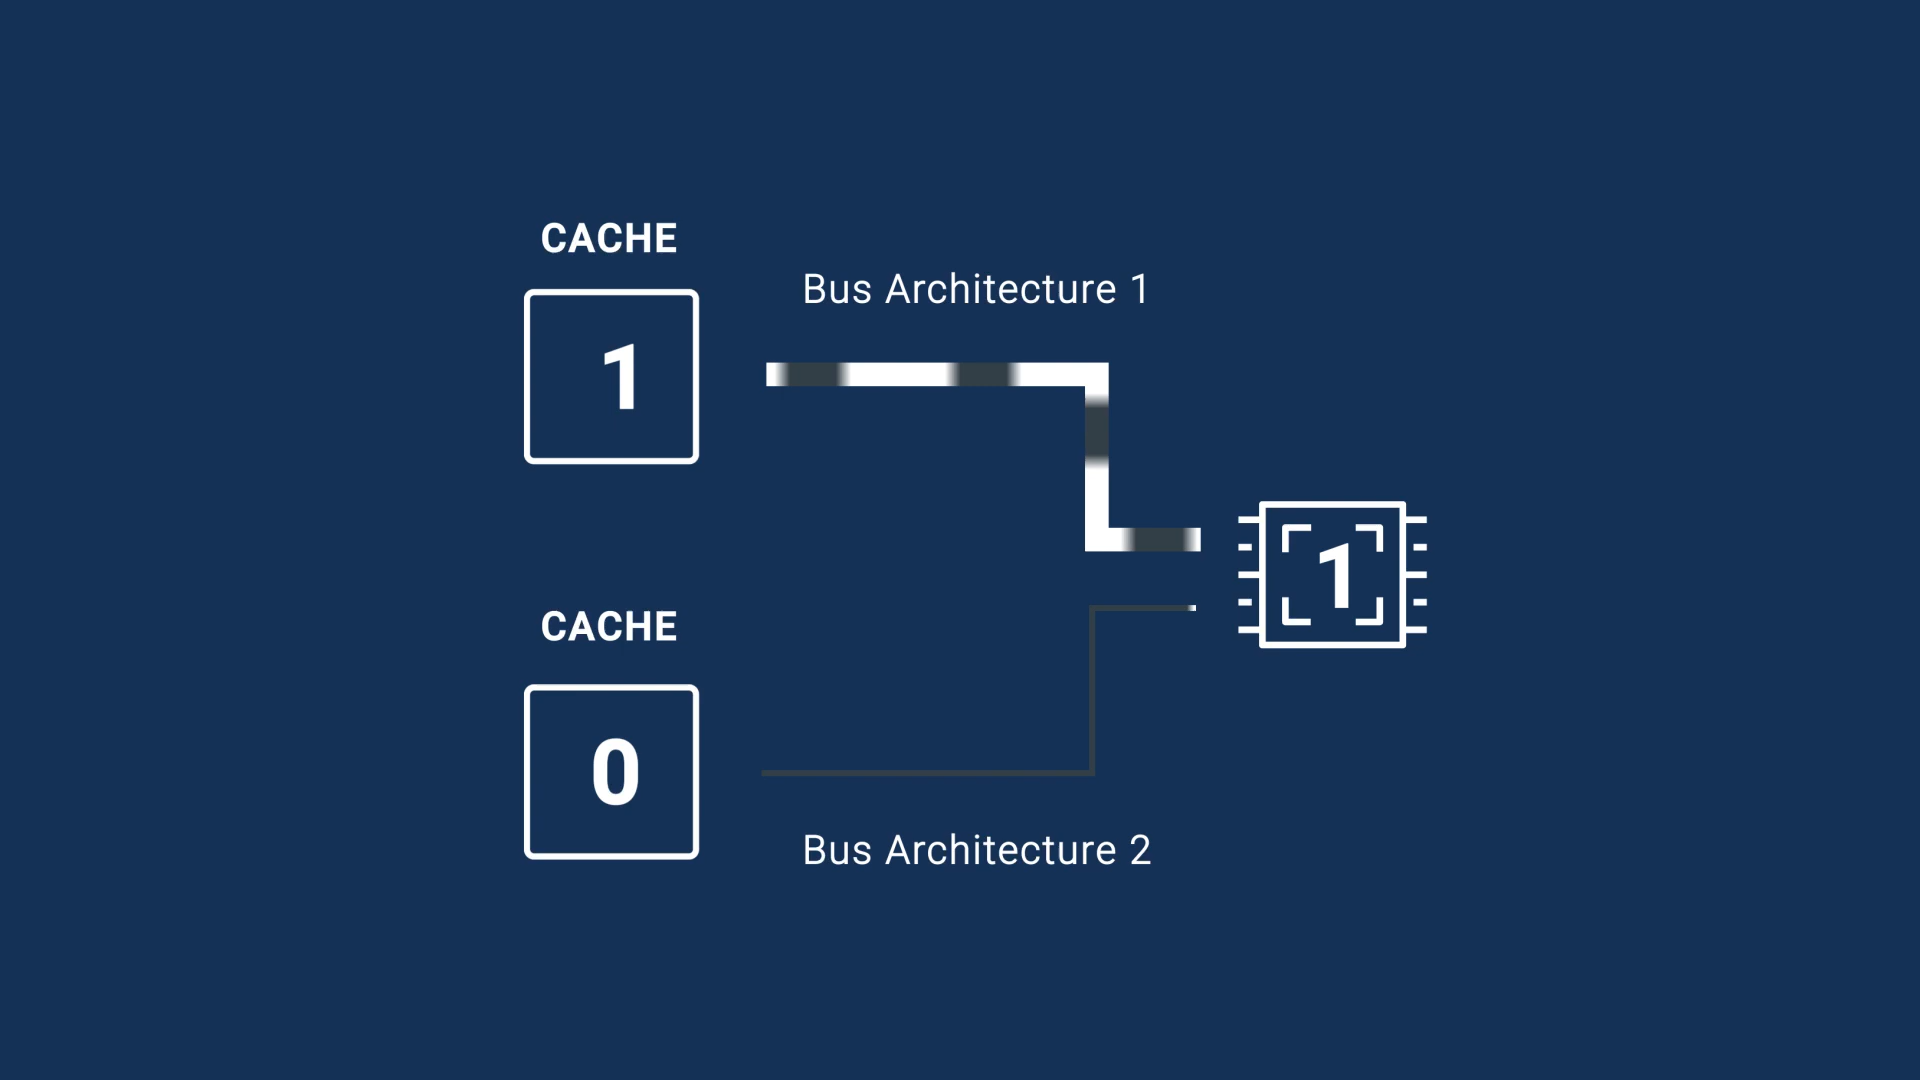 CACHE
Bus Architecture 1
1
1
CACHE
0
Bus Architecture 2